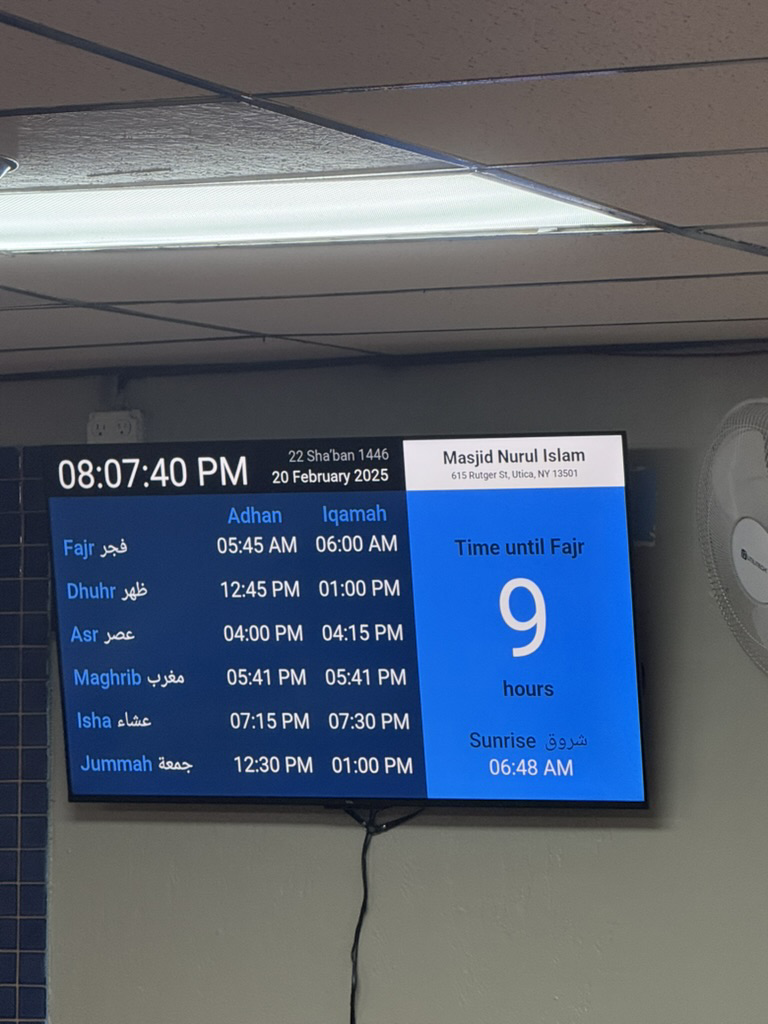 08:07:40 PM
22 Sha'ban 1446
20 February 2025
Masjid Nurul Islam
615 Rutger St, Utica, NY 13501
Adhan Iqamah
Fajr فجر 05:45 AM 06:00 AM
Dhuhr ظهر 12:45 PM 01:00 PM
Asr عصر 04:00 PM 04:15 PM
Maghrib مغرب 05:41 PM 05:41 PM
Isha عشاء 07:15 PM 07:30 PM
Jummah جمعة 12:30 PM 01:00 PM
Time until Fajr
9
hours
Sunrise شروق
06:48 AM